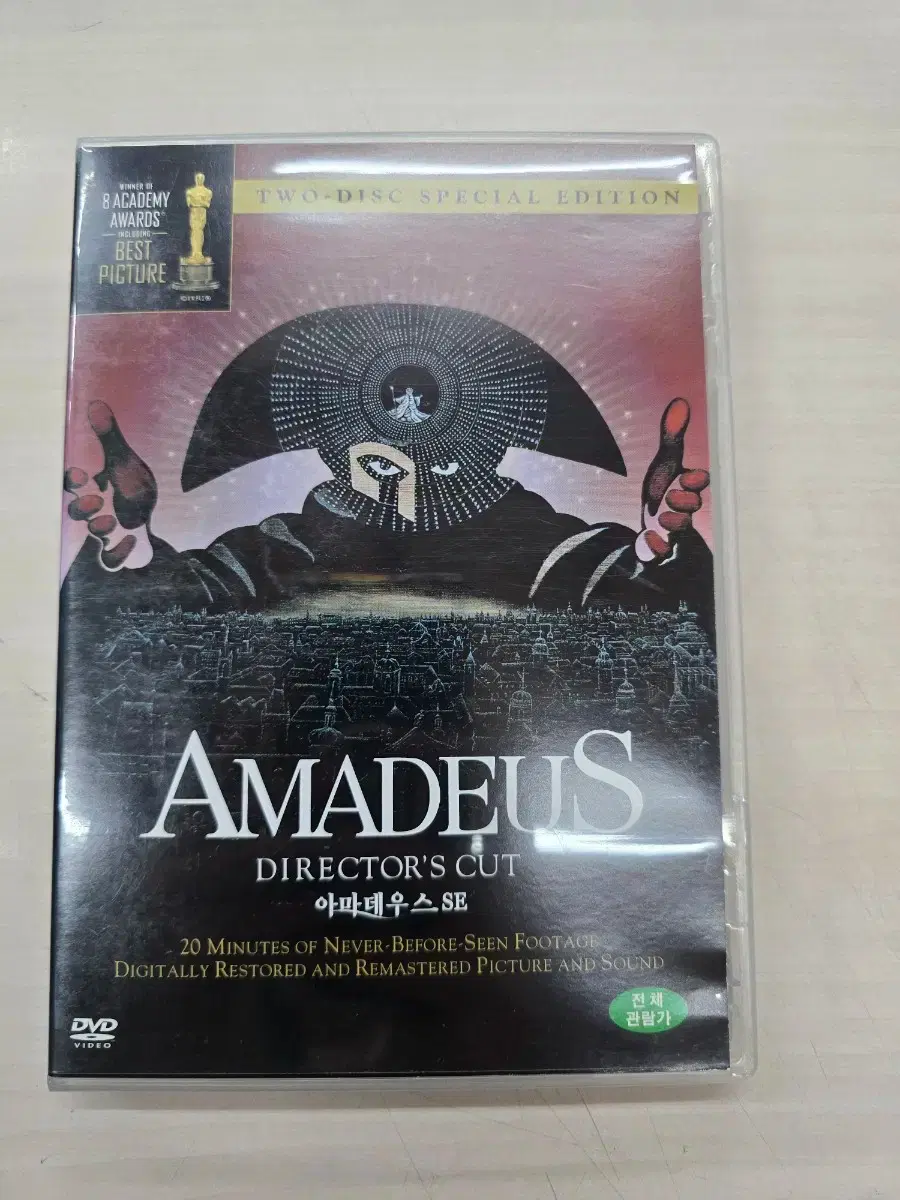 WINNER OF
8 ACADEMY
AWARDS®
INCLUDING
BEST
PICTURE
TWO-DISC SPECIAL EDITION
AMADEUS
DIRECTOR'S CUT
아마데우스 SE
20 MINUTES OF NEVER-BEFORE-SEEN FOOTAGE
DIGITALLY RESTORED AND REMASTERED PICTURE AND SOUND
전체
관람가
DVD
VIDEO